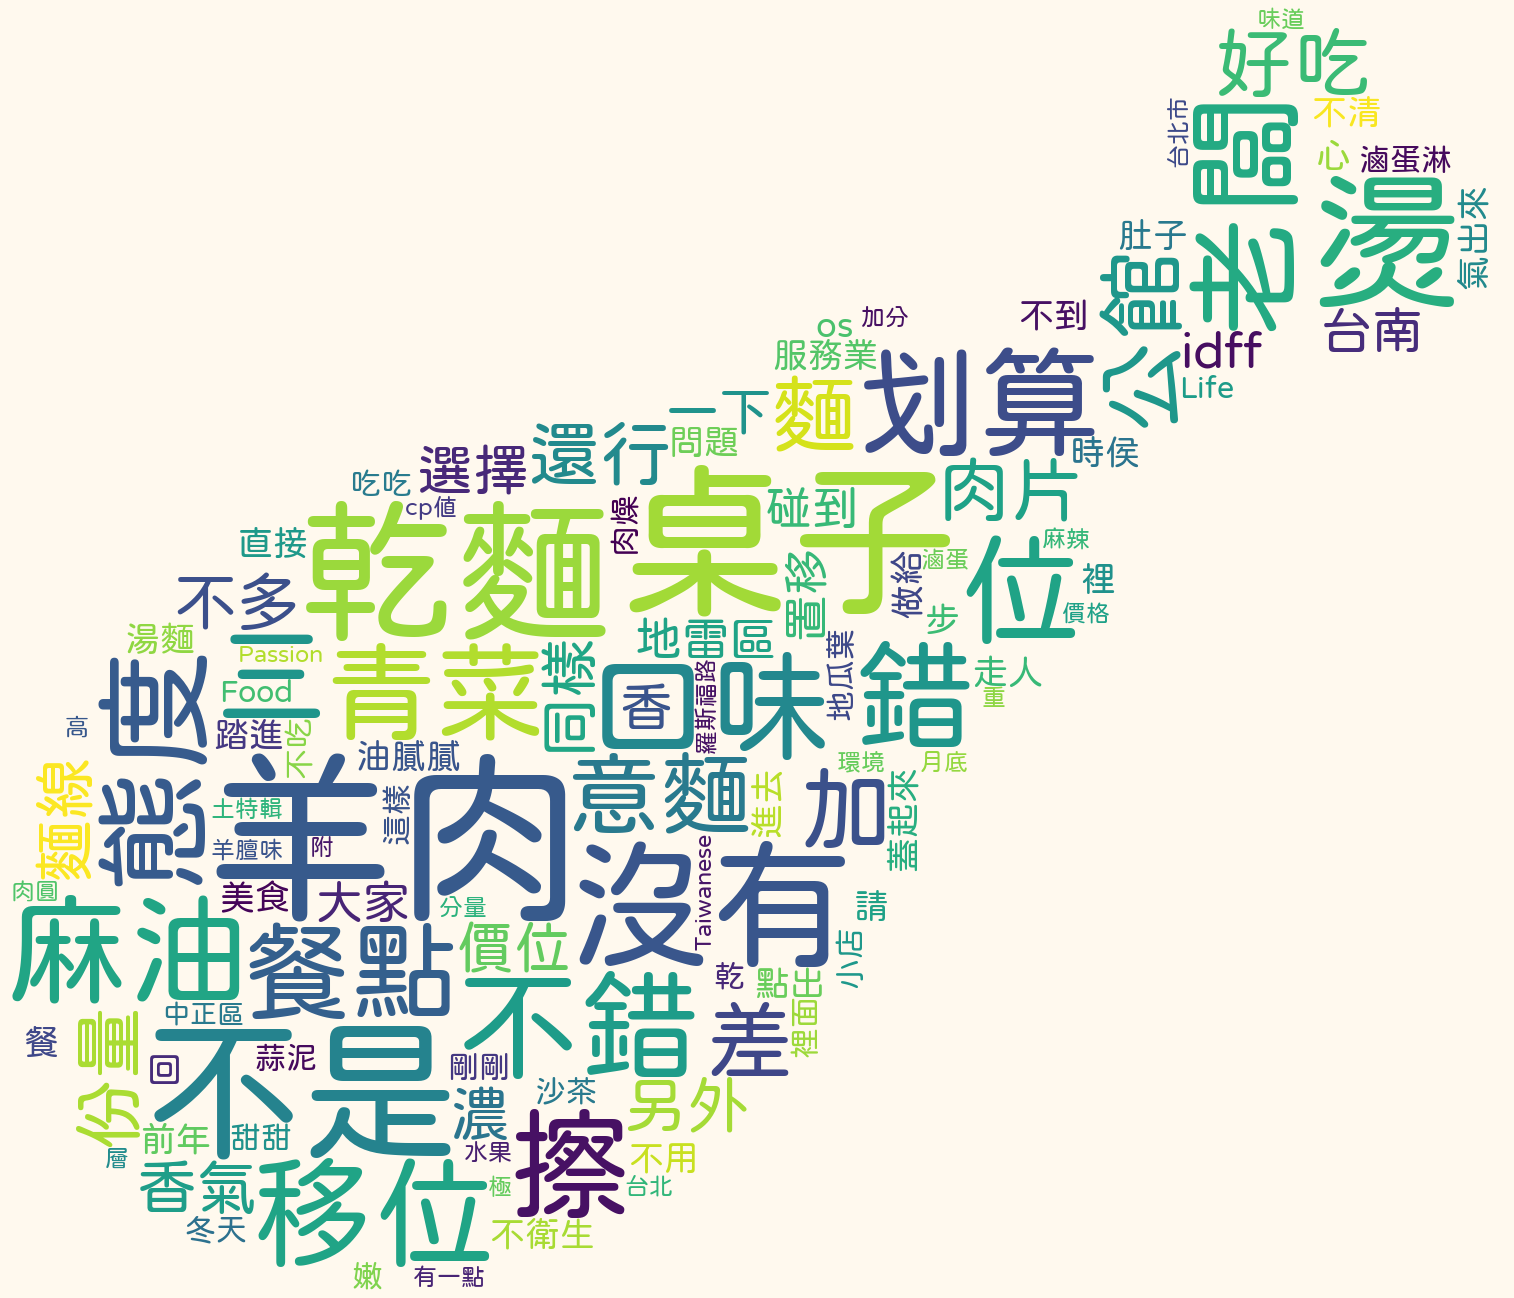 味道
好吃
台北市
老闆
不清
心
滷蛋淋
燙
氣出來
肚子
公館
台南
不到
idff
Life
加分
os
服務業
麵
划算
一下
時侯
還行
問題
選擇
吃吃
cp值
肉片
桌子
碰到
肉燥
乾麵
直接
麻辣
位
滷蛋
做給
置移
裡
價格
不多
步
地雷區
湯麵
三
Passion
青菜
同樣
回
香
羅斯福路
味
地瓜葉
錯
走人
重
Food
態度
高
踏進
不吃
油膩膩
環境
月底
麵線
羊肉
土特輯
這樣
意麵
進去
加
蓋起來
羊膻味
附
沒有
Taiwanese
肉圓
美食
大家
分量
請
麻油
餐點
價位
小店
乾
點出
不錯
中正區
份量
餐
不是
回
蒜泥
剛剛
差
裡面
沙茶
另外
濃
擦
前年
甜甜
水果
不用
層
香氣
移位
極
台北
冬天
不衛生
嫩
有一點